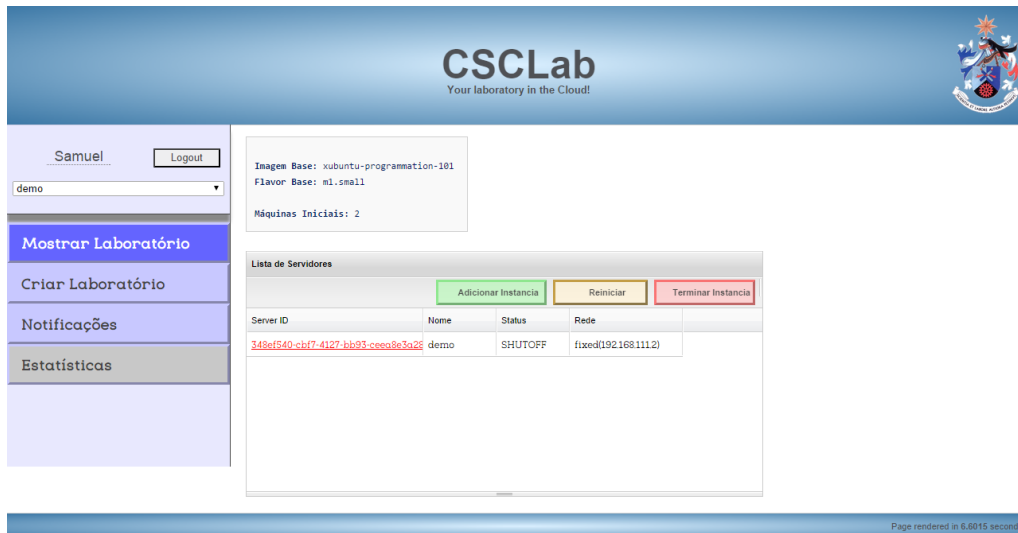 CSCLab
Your laboratory in the Cloud!
Samuel
Logout
demo
Mostrar Laboratório
Criar Laboratório
Notificações
Estatísticas
Imagem Base: xubuntu-programmation-101
Flavor Base: m1.small
Máquinas Iniciais: 2
Lista de Servidores
Adicionar Instancia Reiniciar Terminar Instancia
Server ID Nome Status Rede
348ef540-cbf7-4127-bb93-ceea8e3a28 demo SHUTOFF fixed(192.168.111.2)
Page rendered in 6.6015 second